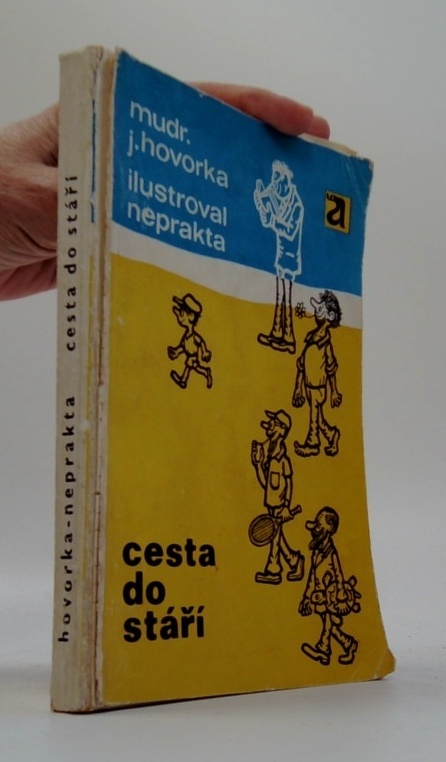 mudr.
j.hovorka
ilustroval
neprakta
a
cesta
do
stáří
hovorka-neprakta cesta do stáří